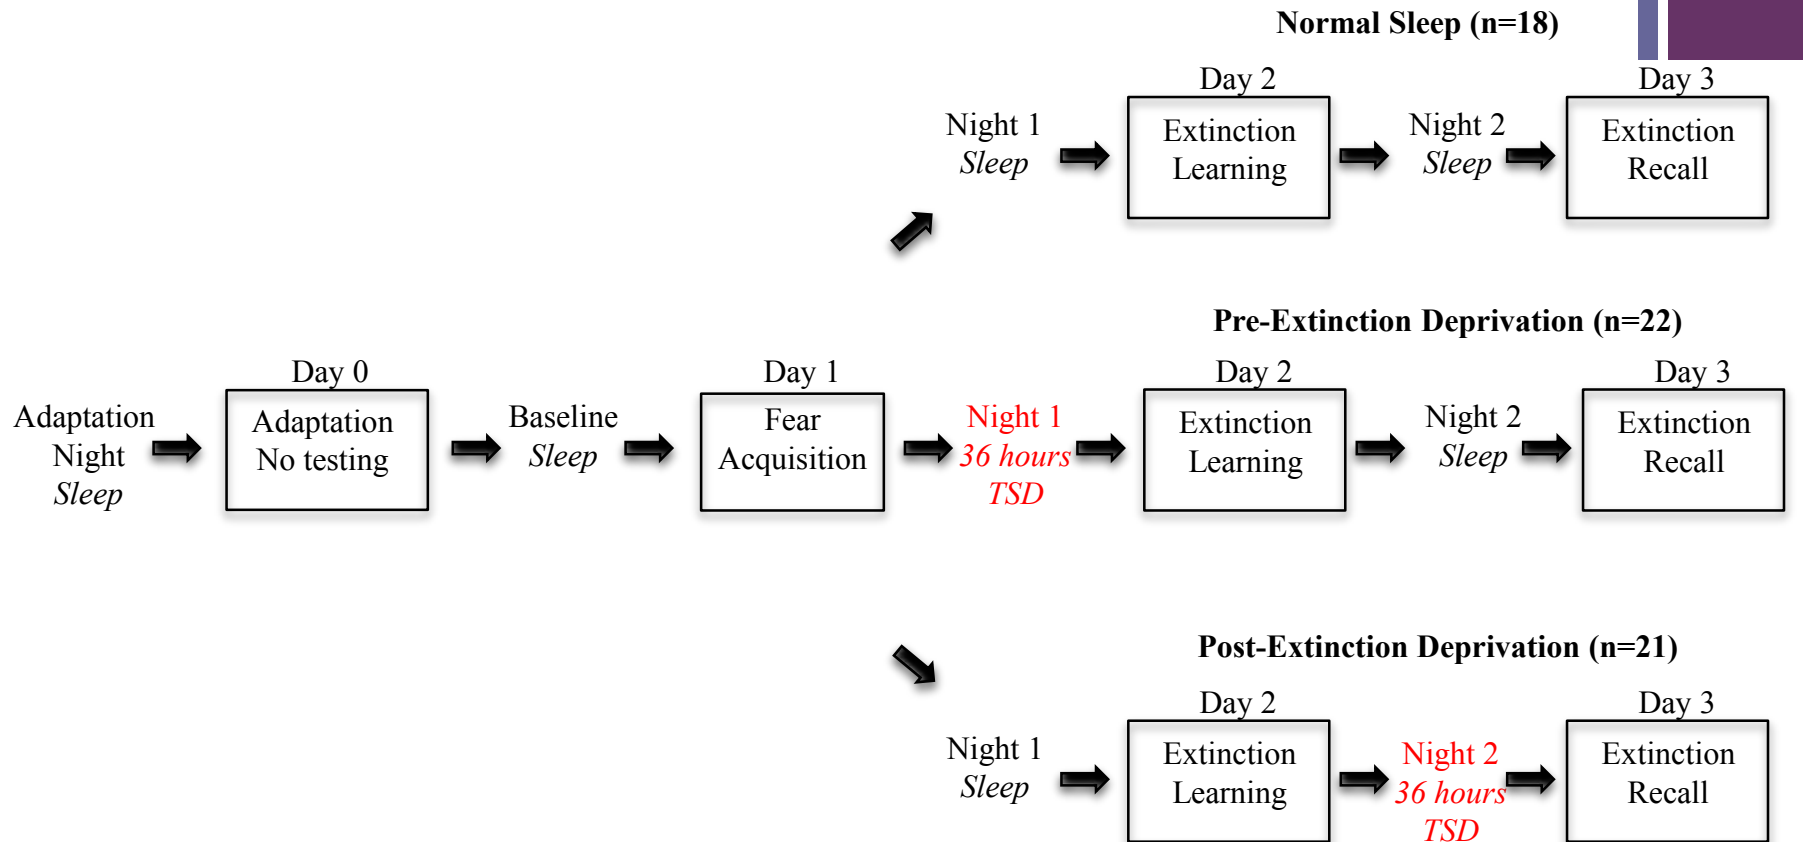 Normal Sleep (n=18)
Day 2
Day 3
Night 1
Sleep
Extinction
Learning
Night 2
Sleep
Extinction
Recall
Pre-Extinction Deprivation (n=22)
Day 0
Day 1
Day 2
Day 3
Adaptation
Night
Sleep
Adaptation
No testing
Baseline
Sleep
Fear
Acquisition
Night 1
36 hours
TSD
Extinction
Learning
Night 2
Sleep
Extinction
Recall
Post-Extinction Deprivation (n=21)
Day 2
Day 3
Night 1
Sleep
Extinction
Learning
Night 2
36 hours
TSD
Extinction
Recall